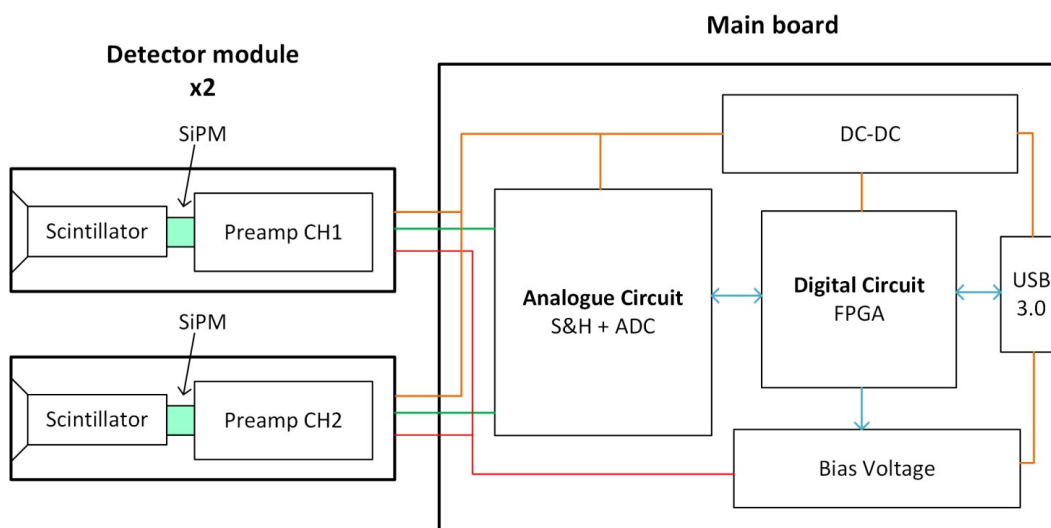 Main board
Detector module
x2
SiPM
DC-DC
Scintillator
Preamp CH1
Analogue Circuit
S&H + ADC
Digital Circuit
FPGA
USB
3.0
SiPM
Scintillator
Preamp CH2
Bias Voltage